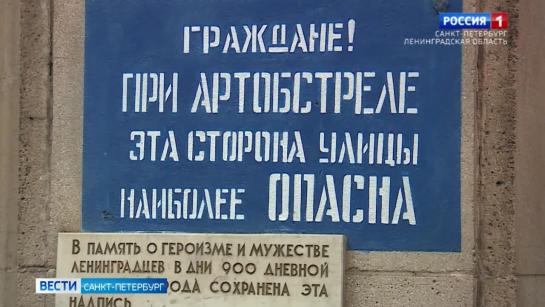 РОССИЯ 1
САНКТ-ПЕТЕРБУРГ
ЛЕНИНГРАДСКАЯ ОБЛАСТЬ
ГРАЖДАНЕ!
ПРИ АРТОБСТРЕЛЕ
ЭТА СТОРОНА УЛИЦЫ
НАИБОЛЕЕ ОПАСНА
В ПАМЯТЬ О ГЕРОИЗМЕ И МУЖЕСТВЕ
ЛЕНИНГРАДЦЕВ В ДНИ 900 ДНЕВНОЙ
СОХРАНЕНА ЭТА
НАДПИСЬ
ВЕСТИ САНКТ-ПЕТЕРБУРГ